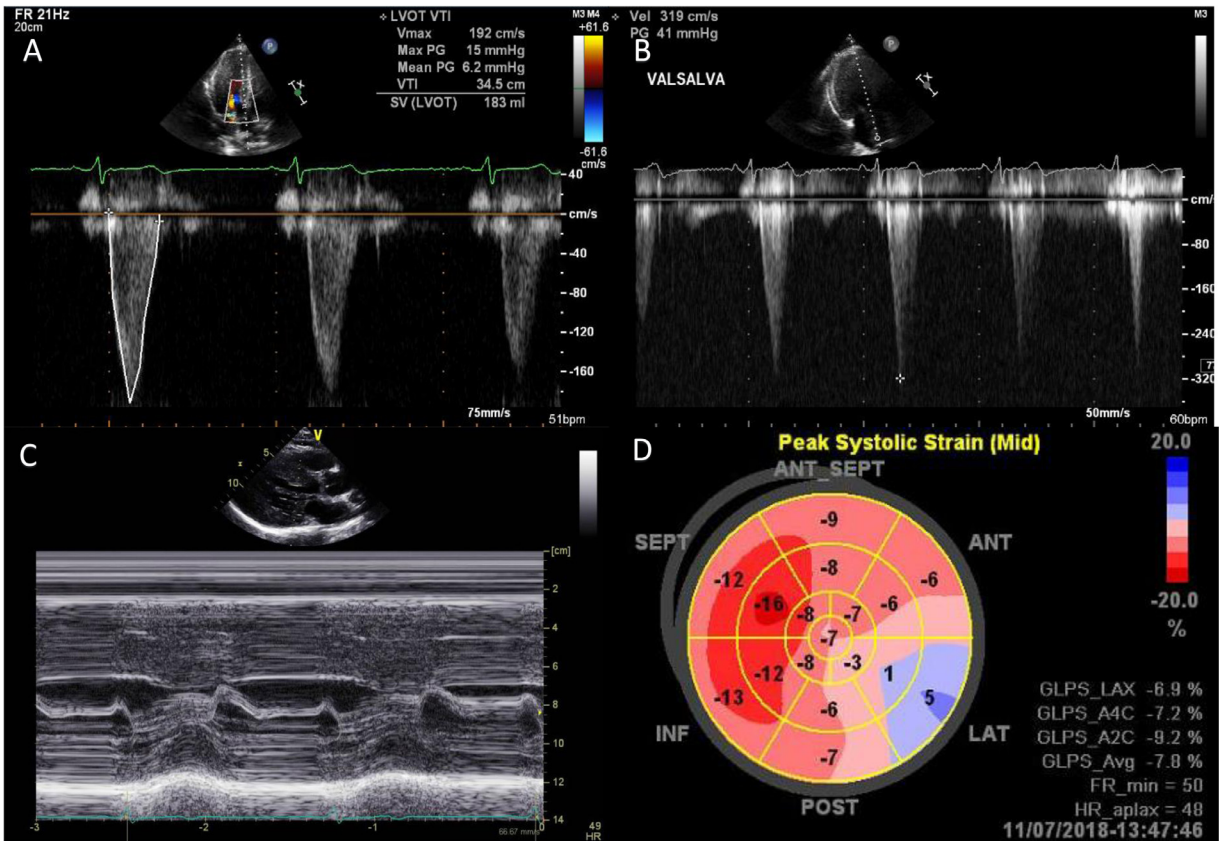 FR 21Hz
20cm
A
P
LVOT VTI
Vmax 192 cm/s
Max PG 15 mmHg
Mean PG 6.2 mmHg
VTI 34.5 cm
SV (LVOT) 183 ml
M3 M4
+61.6
-61.6
cm/s
40
cm/s
-40
-80
-120
-160
75mm/s
51bpm
Vel 319 cm/s
PG 41 mmHg
B
VALSALVA
P
M3
cm/s
-80
-160
-240
-320
50mm/s
60bpm
C
V
5
10
[cm]
2
4
6
8
10
12
14
-3
-2
-1
0
49
HR
D
Peak Systolic Strain (Mid)
20.0
-20.0
%
ANT_SEPT
SEPT
ANT
INF
LAT
POST
-9
-12
-8
-6
-16
-8
-7
-6
-7
-12
-8
-3
1
-13
5
-6
-7
GLPS_LAX -6.9 %
GLPS_A4C -7.2 %
GLPS_A2C -9.2 %
GLPS_Avg -7.8 %
FR_min = 50
HR_aplax = 48
11/07/2018-13:47:46